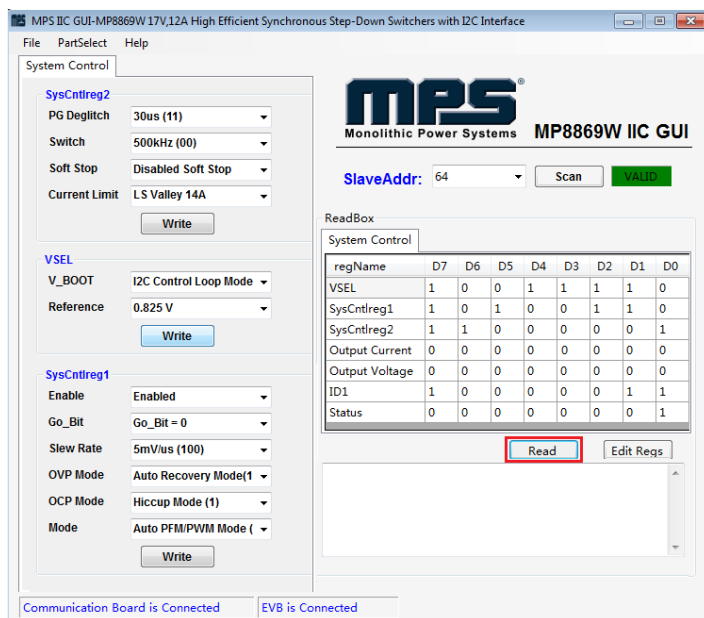 MPS IIC GUI-MP8869W 17V,12A High Efficient Synchronous Step-Down Switchers with I2C Interface
File PartSelect Help
System Control
SysCntlreg2
PG Deglitch 30us (11)
Switch 500kHz (00)
Soft Stop Disabled Soft Stop
Current Limit LS Valley 14A
Write
VSEL
V_BOOT I2C Control Loop Mode
Reference 0.825 V
Write
SysCntlreg1
Enable Enabled
Go_Bit Go_Bit = 0
Slew Rate 5mV/us (100)
OVP Mode Auto Recovery Mode(1
OCP Mode Hiccup Mode (1)
Mode Auto PFM/PWM Mode (
Write
mps®
Monolithic Power Systems MP8869W IIC GUI
SlaveAddr: 64 Scan VALID
ReadBox
System Control
regName D7 D6 D5 D4 D3 D2 D1 D0
VSEL 1 0 0 1 1 1 1 0
SysCntlreg1 1 0 1 0 0 1 1 0
SysCntlreg2 1 1 0 0 0 0 0 1
Output Current 0 0 0 0 0 0 0 0
Output Voltage 0 0 0 0 0 0 0 0
ID1 1 0 0 0 0 0 1 1
Status 0 0 0 0 0 0 0 1
Read Edit Regs
Communication Board is Connected EVB is Connected